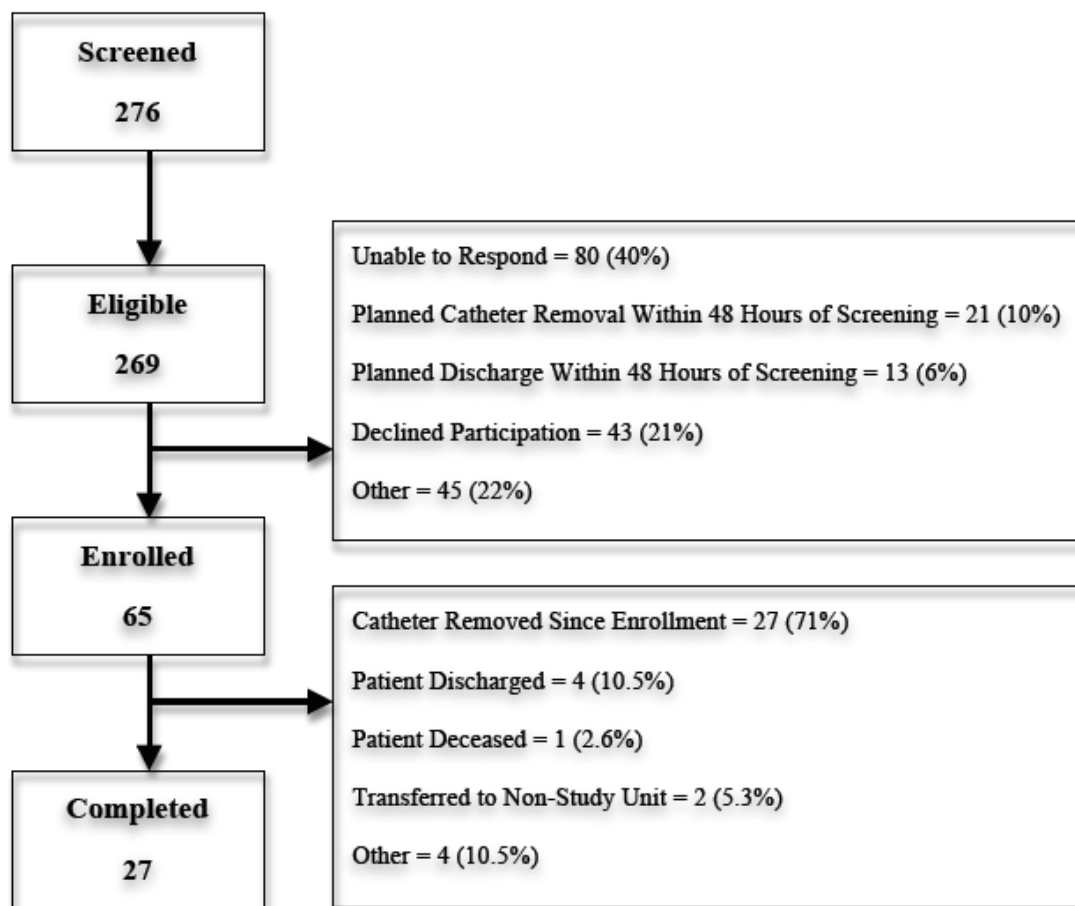 Screened
276
Eligible
269
Unable to Respond = 80 (40%)
Planned Catheter Removal Within 48 Hours of Screening = 21 (10%)
Planned Discharge Within 48 Hours of Screening = 13 (6%)
Declined Participation = 43 (21%)
Other = 45 (22%)
Enrolled
65
Catheter Removed Since Enrollment = 27 (71%)
Patient Discharged = 4 (10.5%)
Patient Deceased = 1 (2.6%)
Transferred to Non-Study Unit = 2 (5.3%)
Other = 4 (10.5%)
Completed
27